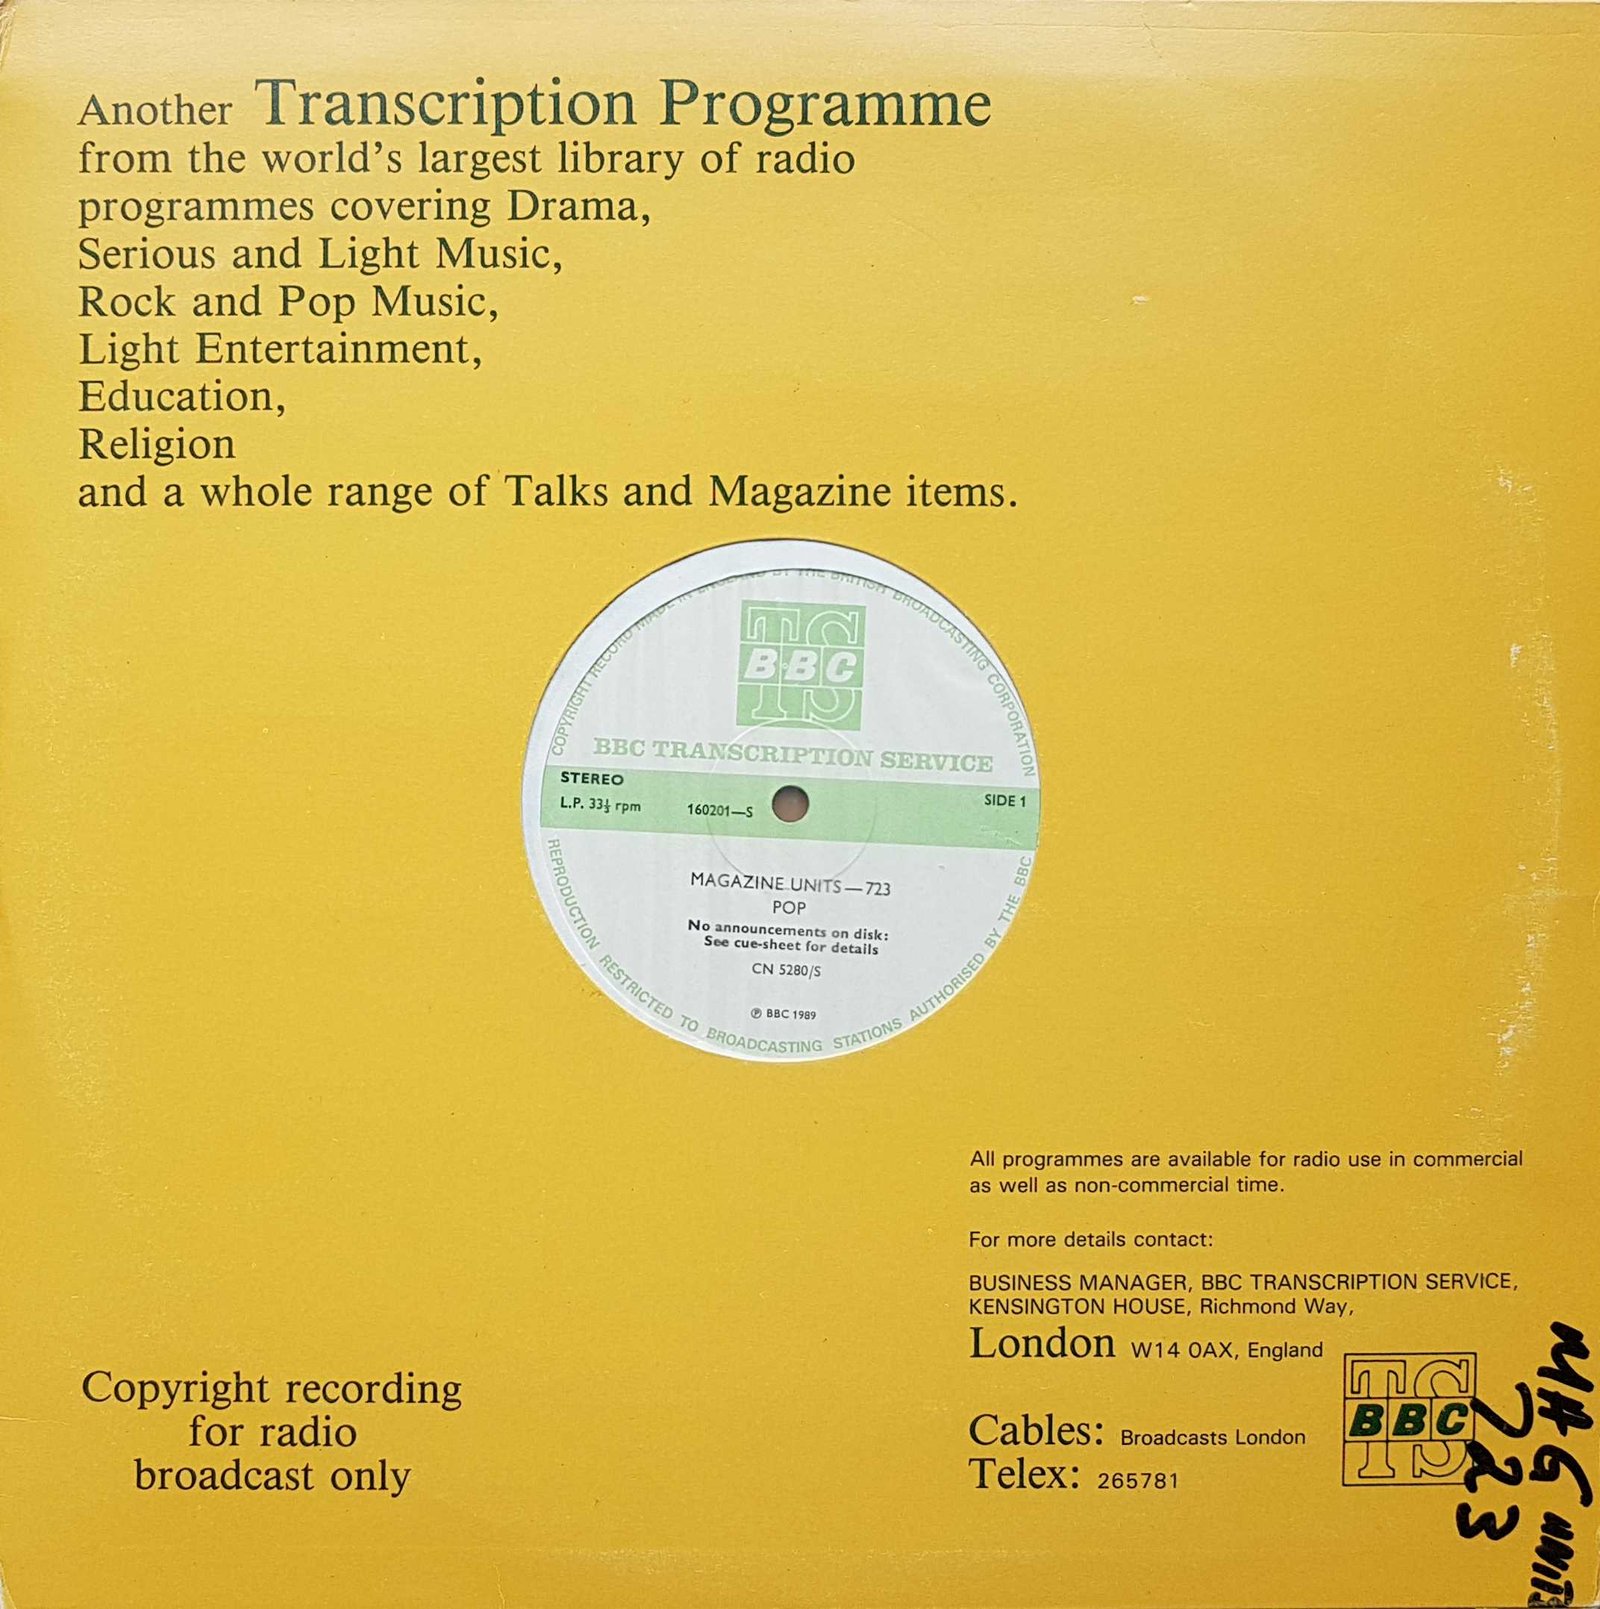 Another Transcription Programme
from the world's largest library of radio
programmes covering Drama,
Serious and Light Music,
Rock and Pop Music,
Light Entertainment,
Education,
Religion
and a whole range of Talks and Magazine items.
COPYRIGHT RECORD MADE IN ENGLAND BY THE BRITISH BROADCASTING CORPORATION
TS
BBC
TS
BBC TRANSCRIPTION SERVICE
STEREO
L.P. 33⅓ rpm
160201—S
SIDE 1
MAGAZINE UNITS—723
POP
No announcements on disk:
See cue-sheet for details
CN 5280/S
℗ BBC 1989
REPRODUCTION RESTRICTED TO BROADCASTING STATIONS AUTHORISED BY THE BBC
All programmes are available for radio use in commercial
as well as non-commercial time.
For more details contact:
BUSINESS MANAGER, BBC TRANSCRIPTION SERVICE,
KENSINGTON HOUSE, Richmond Way,
London W14 0AX, England
Cables: Broadcasts London
Telex: 265781
TS
BBC
TS
Copyright recording
for radio
broadcast only
MAG UNITS
723